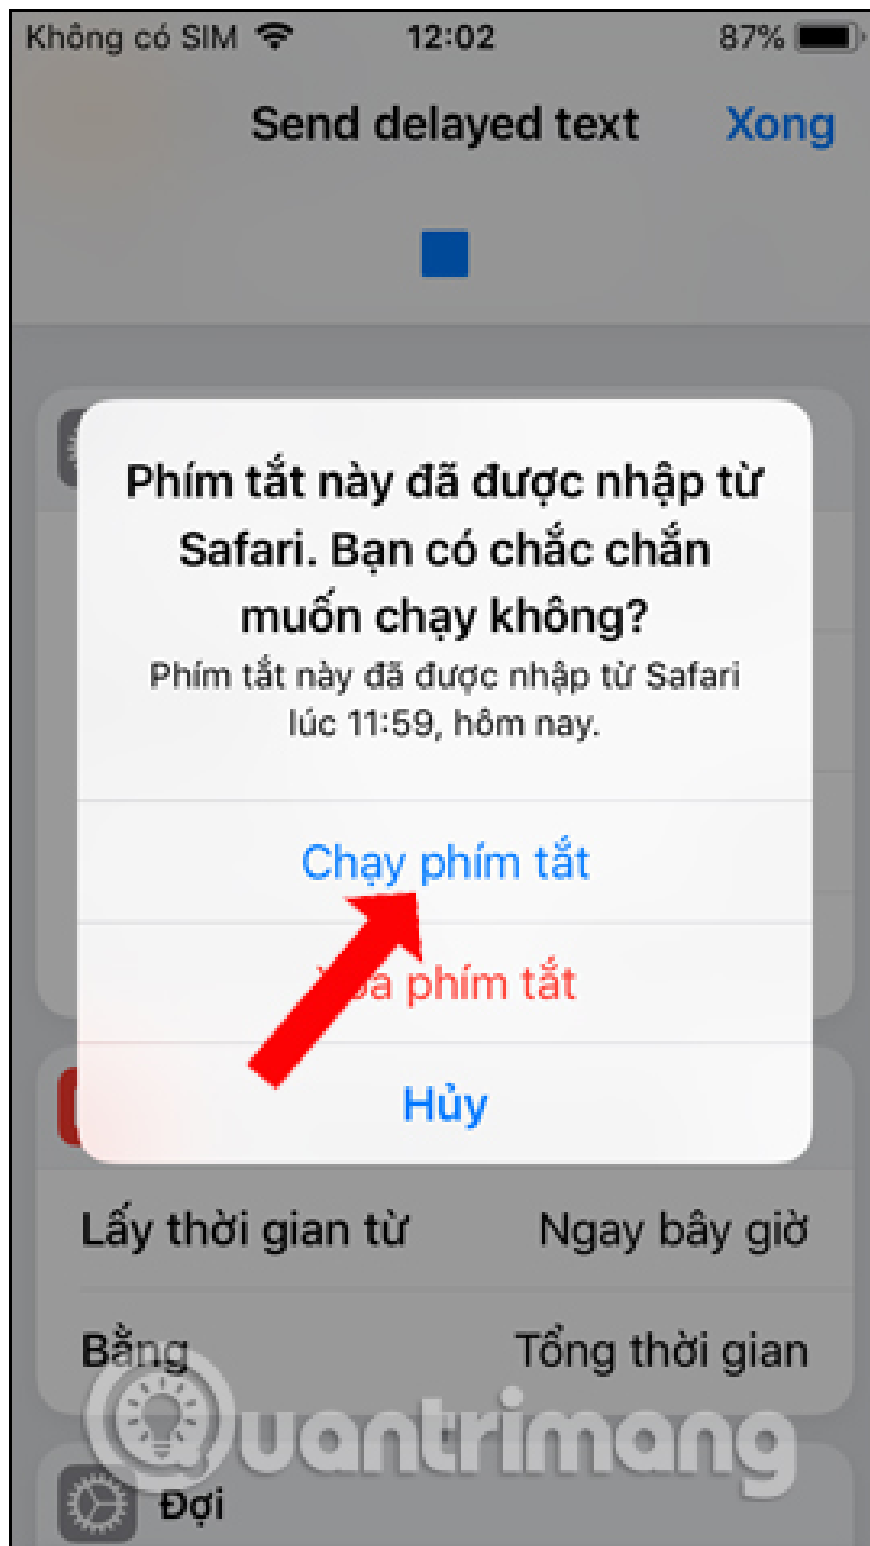 Không có SIM 12:02 87%
Send delayed text Xong
Phím tắt này đã được nhập từ
Safari. Bạn có chắc chắn
muốn chạy không?
Phím tắt này đã được nhập từ Safari
lúc 11:59, hôm nay.
Chạy phím tắt
phím tắt
Hủy
Lấy thời gian từ Ngay bây giờ
Bằng Tổng thời gian
Quantrimang
Đợi